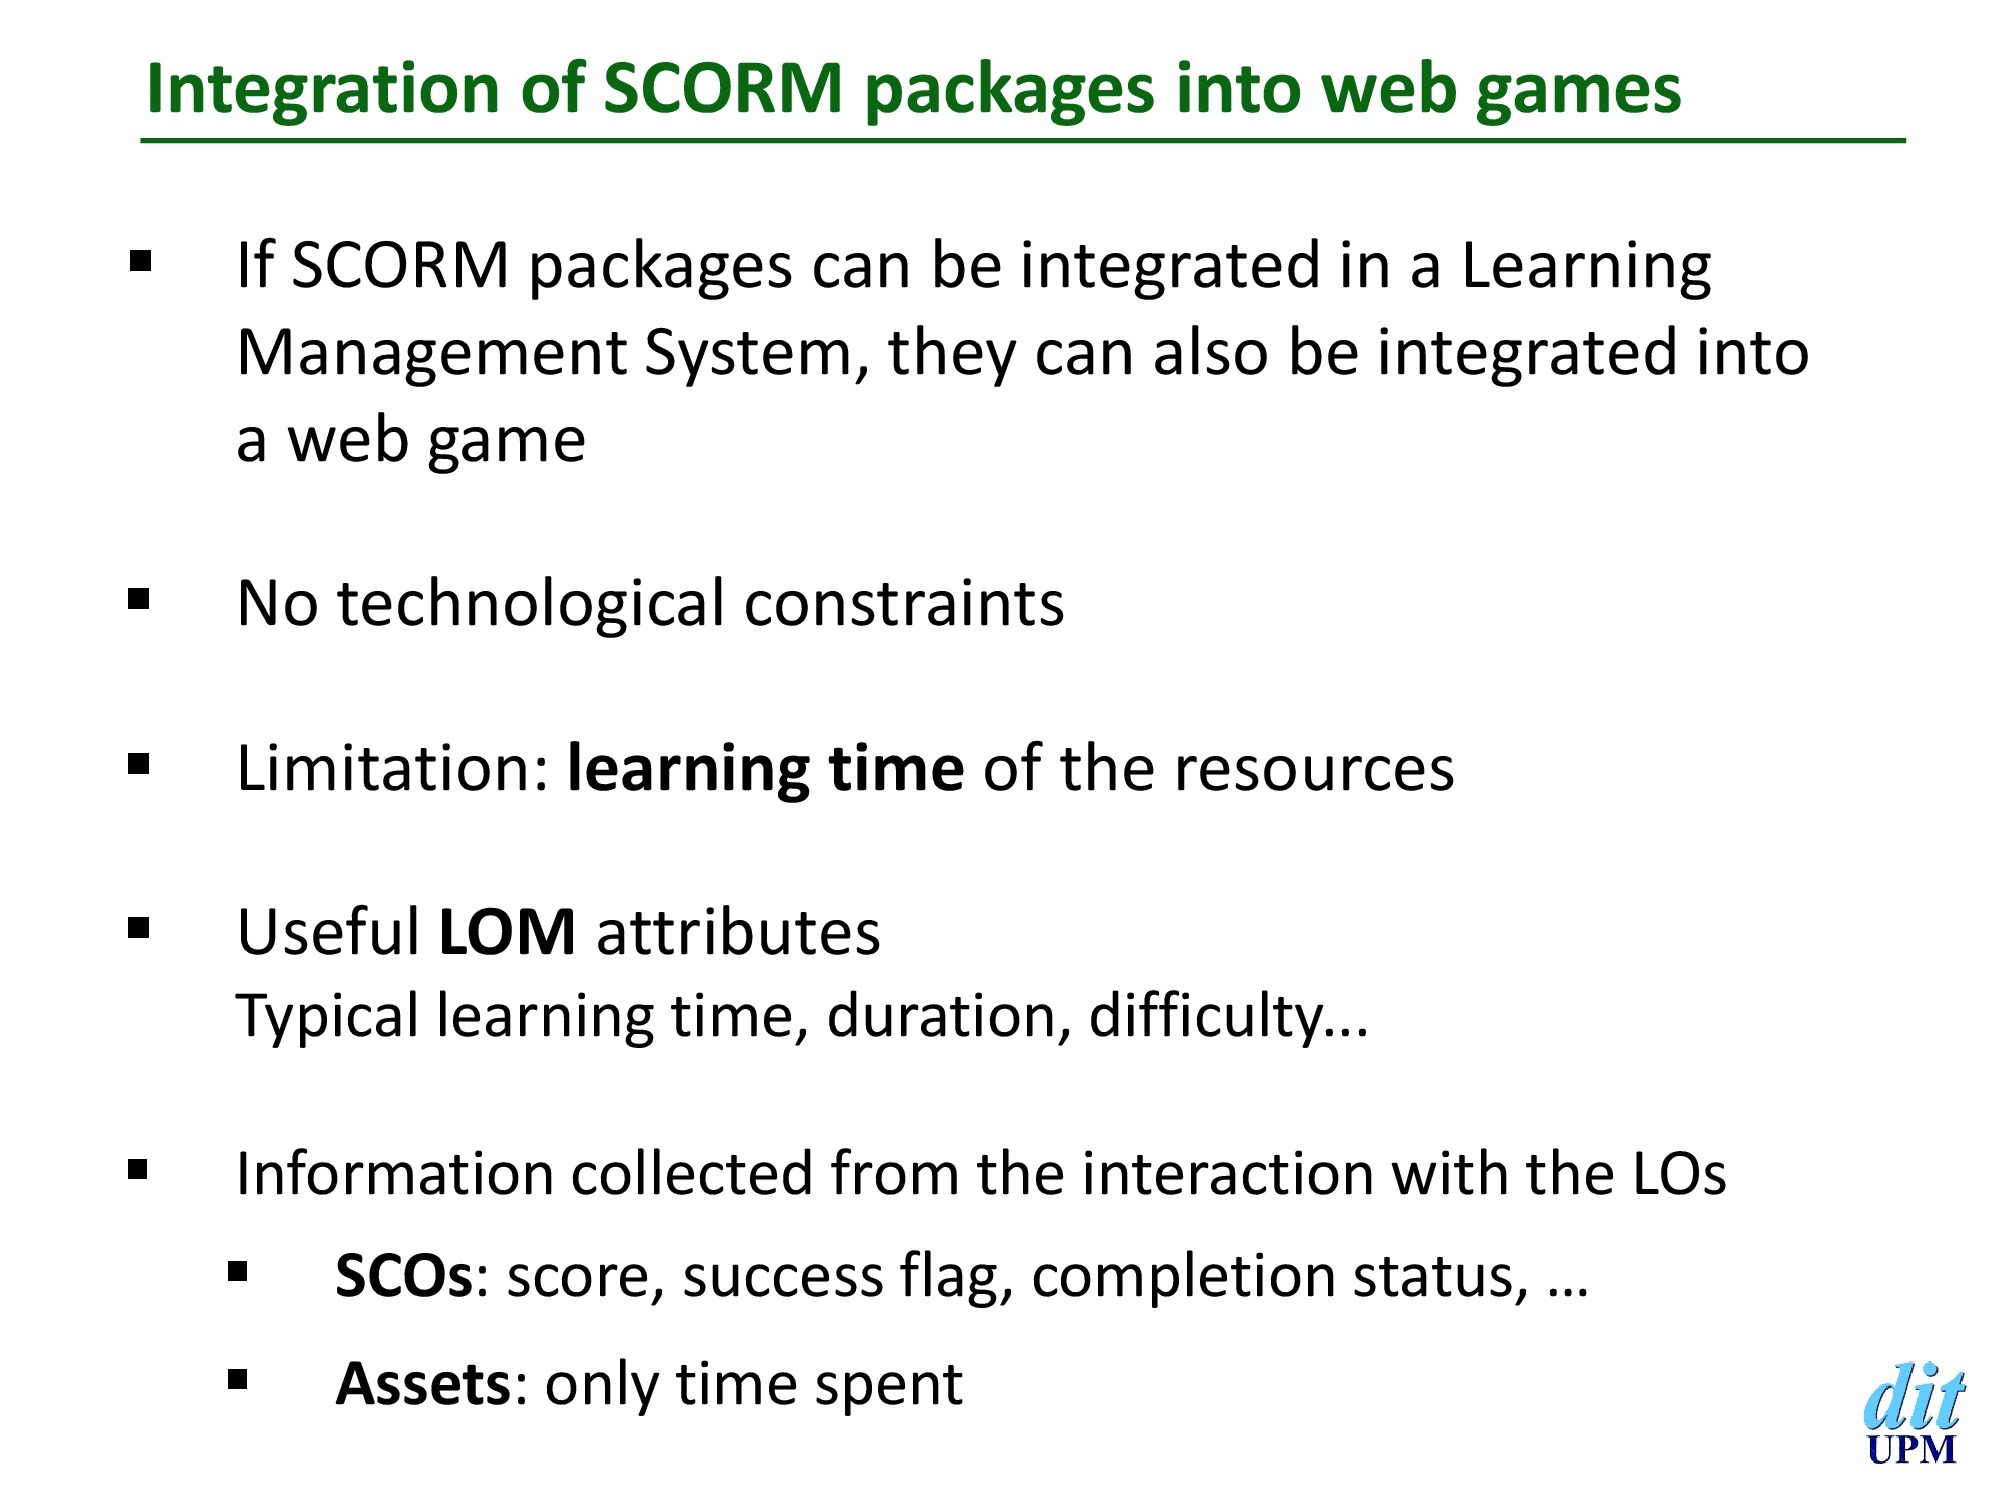 Integration of SCORM packages into web games
▪ If SCORM packages can be integrated in a Learning
Management System, they can also be integrated into
a web game
▪ No technological constraints
▪ Limitation: learning time of the resources
▪ Useful LOM attributes
Typical learning time, duration, difficulty...
▪ Information collected from the interaction with the LOs
▪ SCOs: score, success flag, completion status, ...
▪ Assets: only time spent
dit
UPM